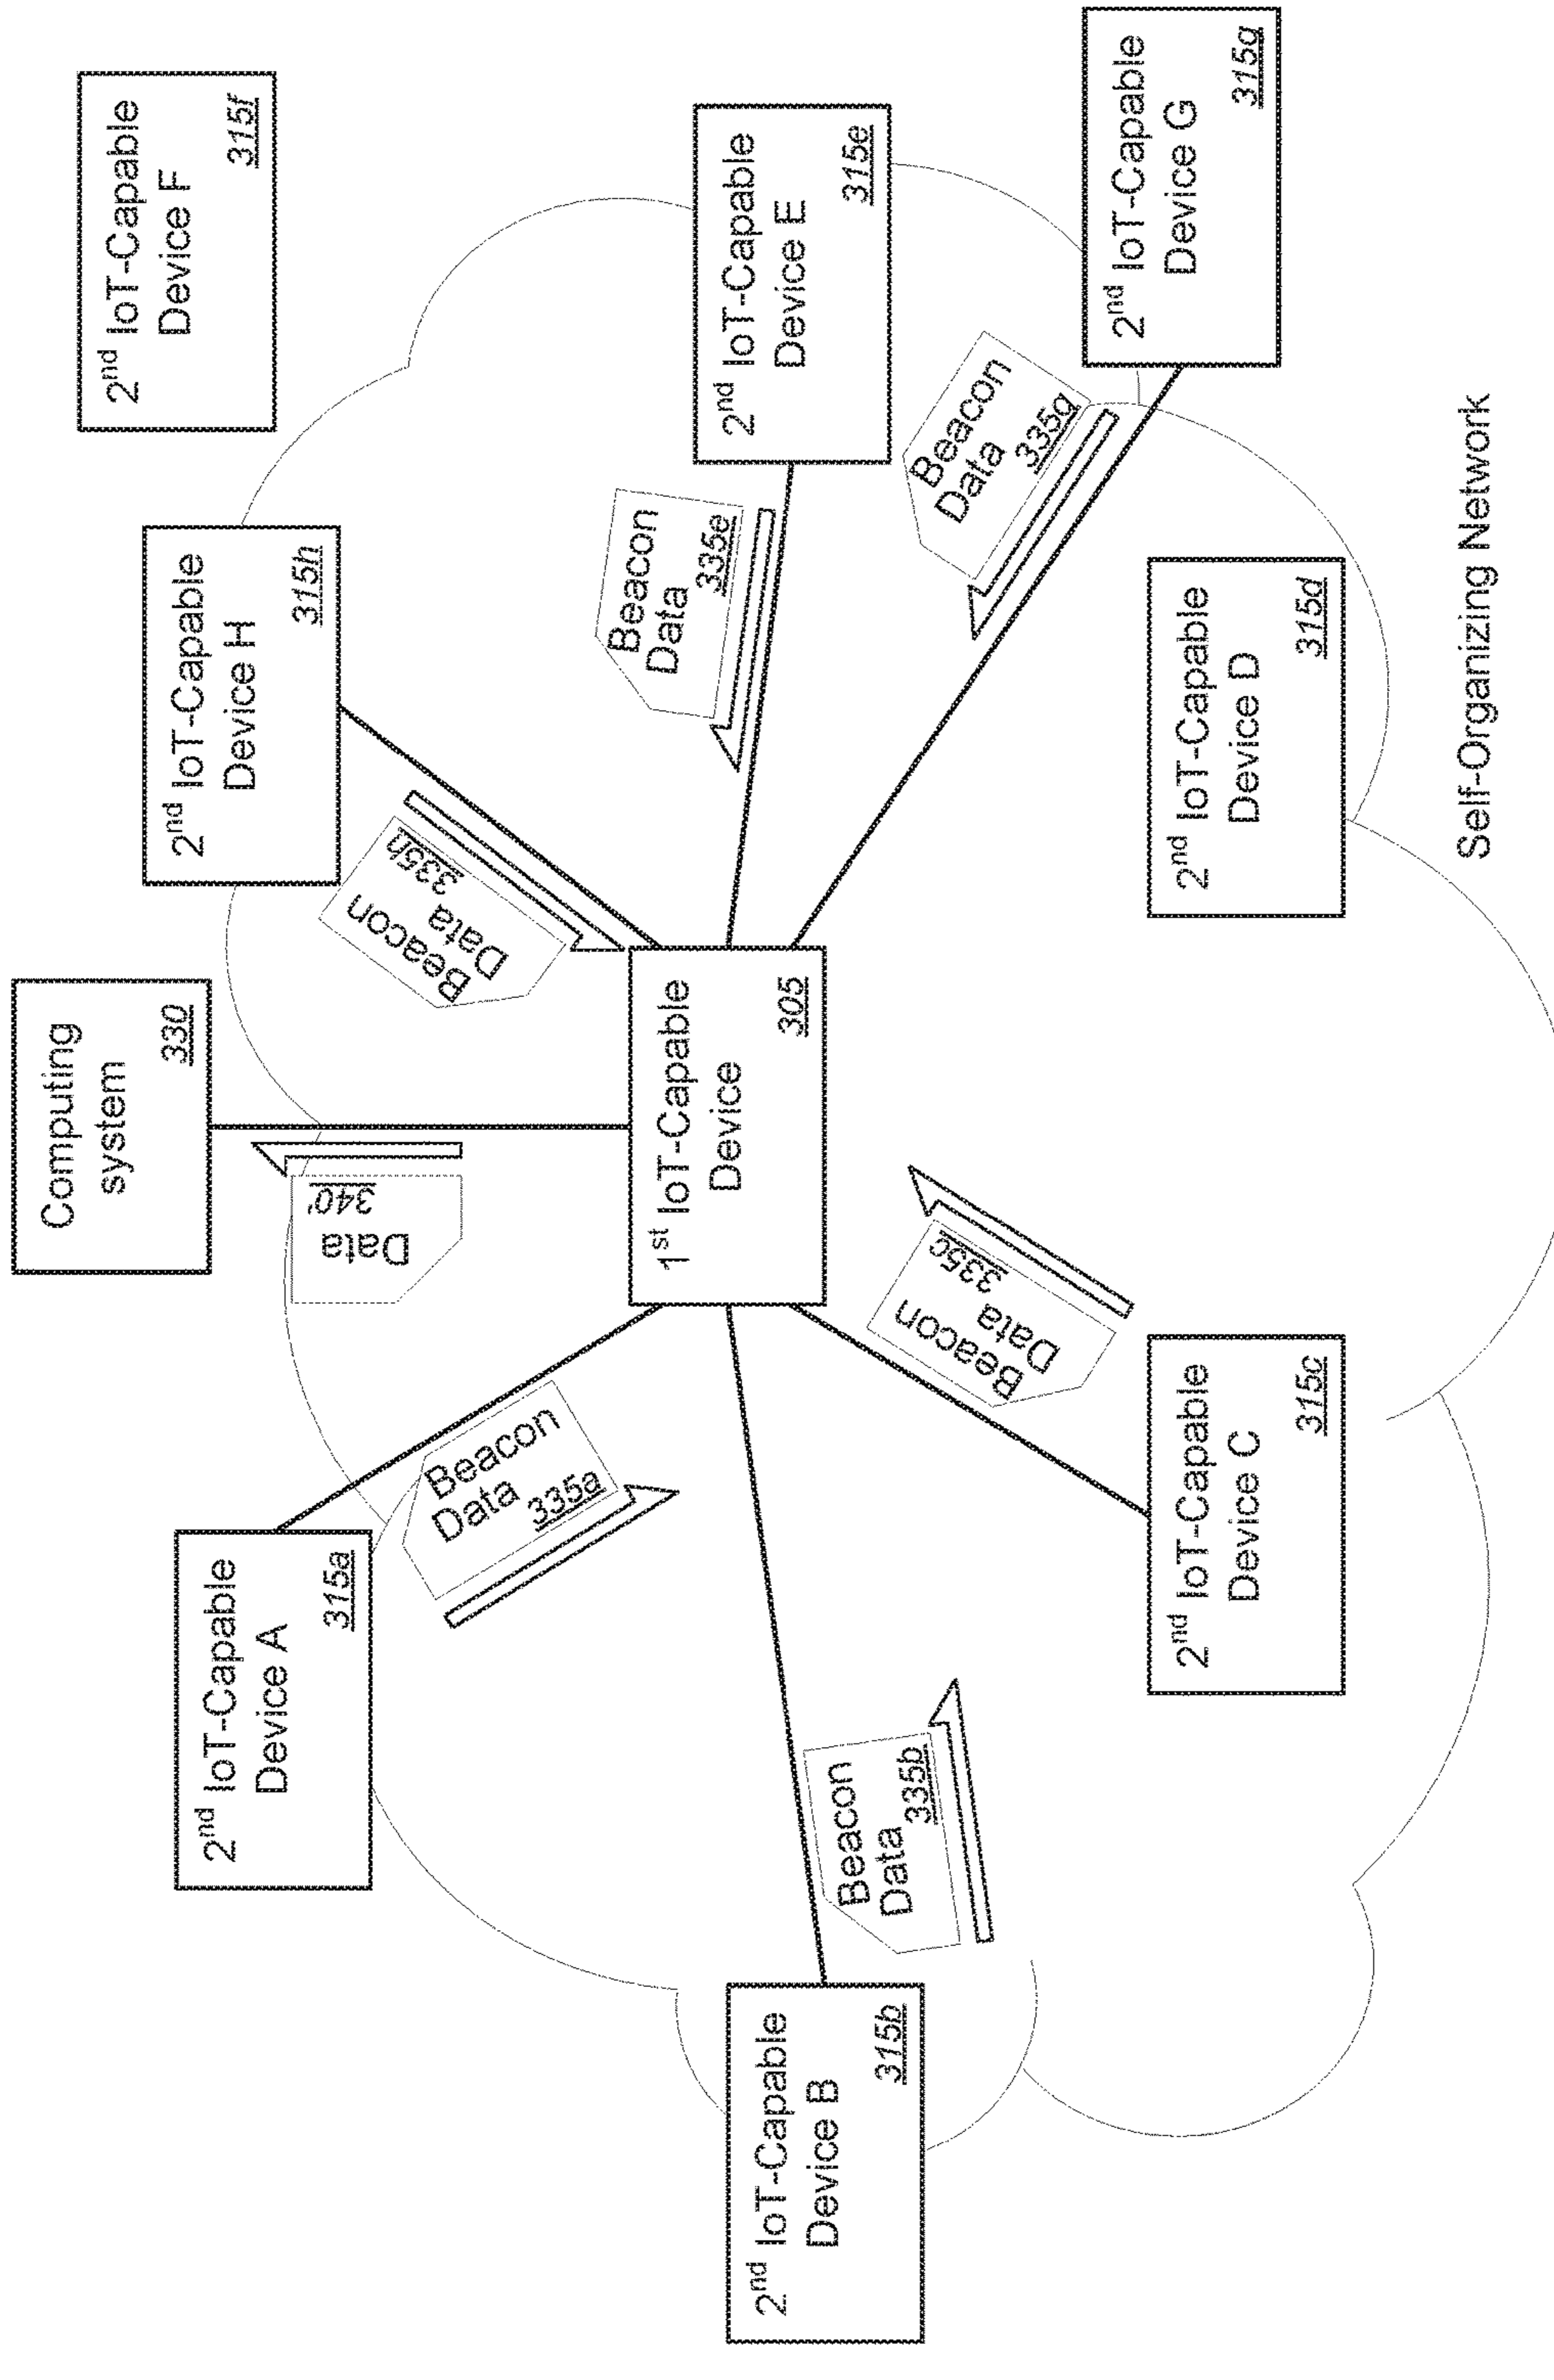 Computing
system
330
2nd IoT-Capable
Device F
315f
2nd IoT-Capable
Device H
315h
2nd IoT-Capable
Device A
315a
Data
340'
Beacon
Data
335h
Beacon
Data
335a
Beacon
Data
335e
1st IoT-Capable
Device
305
2nd IoT-Capable
Device E
315e
2nd IoT-Capable
Device B
315b
Beacon
Data
335b
Beacon
Data
335c
Beacon
Data
335g
2nd IoT-Capable
Device G
315g
2nd IoT-Capable
Device C
315c
2nd IoT-Capable
Device D
315d
Self-Organizing Network